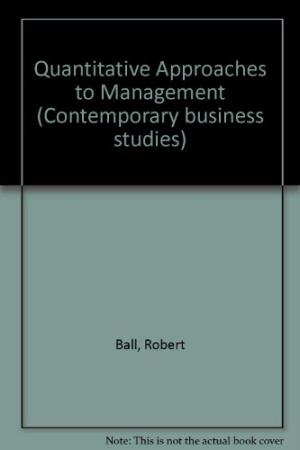 Quantitative Approaches
to Management
(Contemporary business
studies)
Ball, Robert
Note: This is not the actual book cover